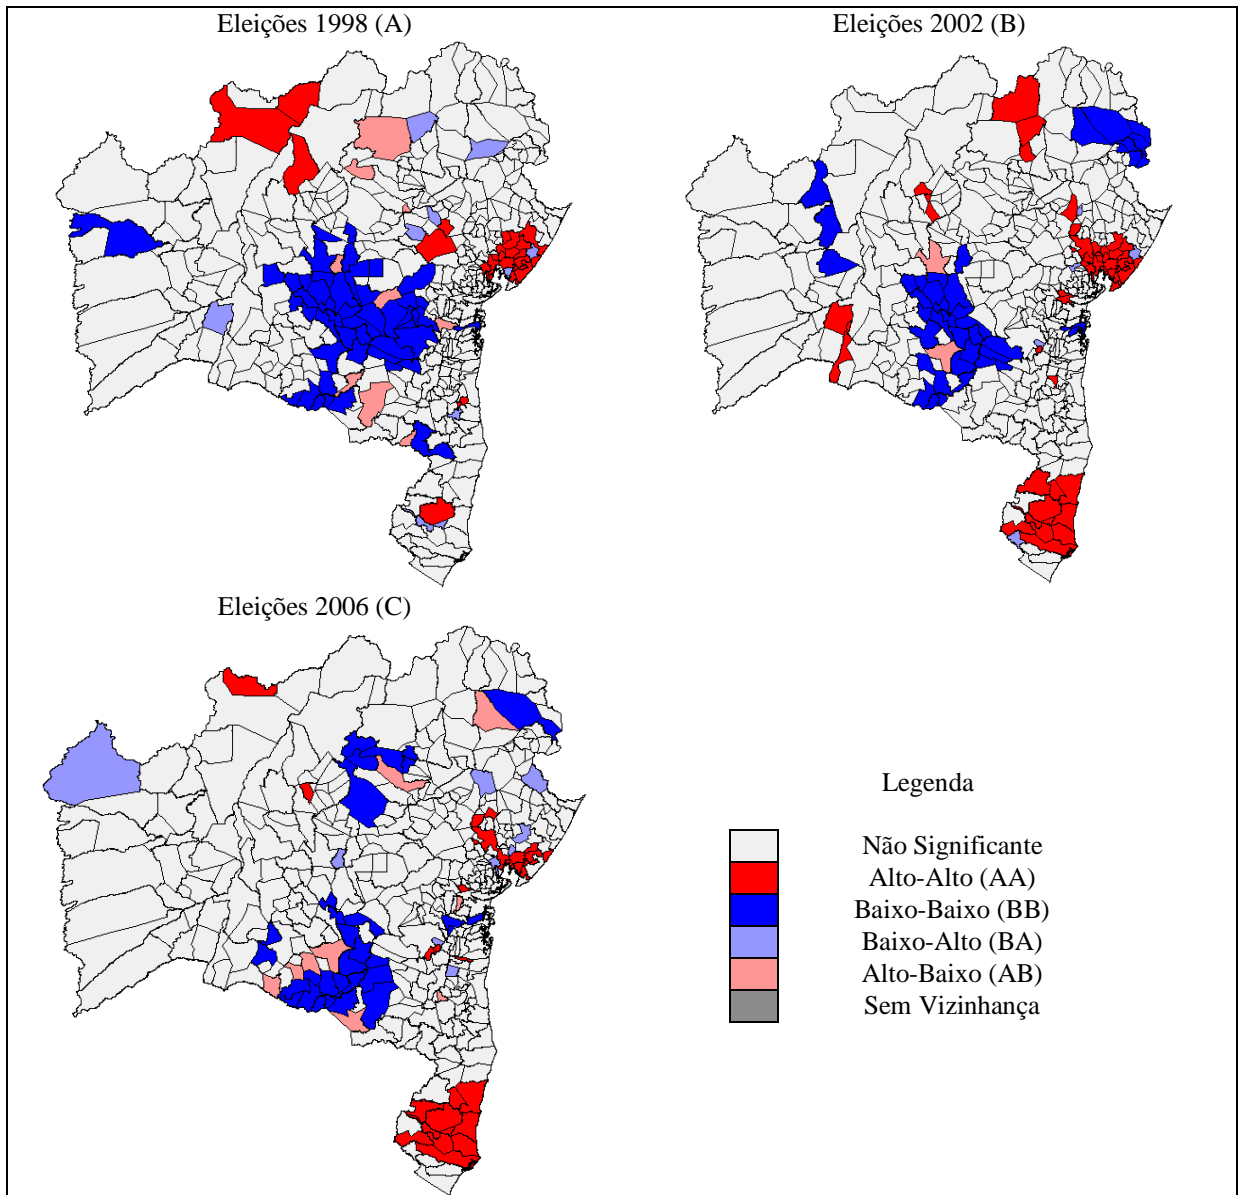 Eleições 1998 (A)
Eleições 2002 (B)
Eleições 2006 (C)
Legenda
Não Significante
Alto-Alto (AA)
Baixo-Baixo (BB)
Baixo-Alto (BA)
Alto-Baixo (AB)
Sem Vizinhança